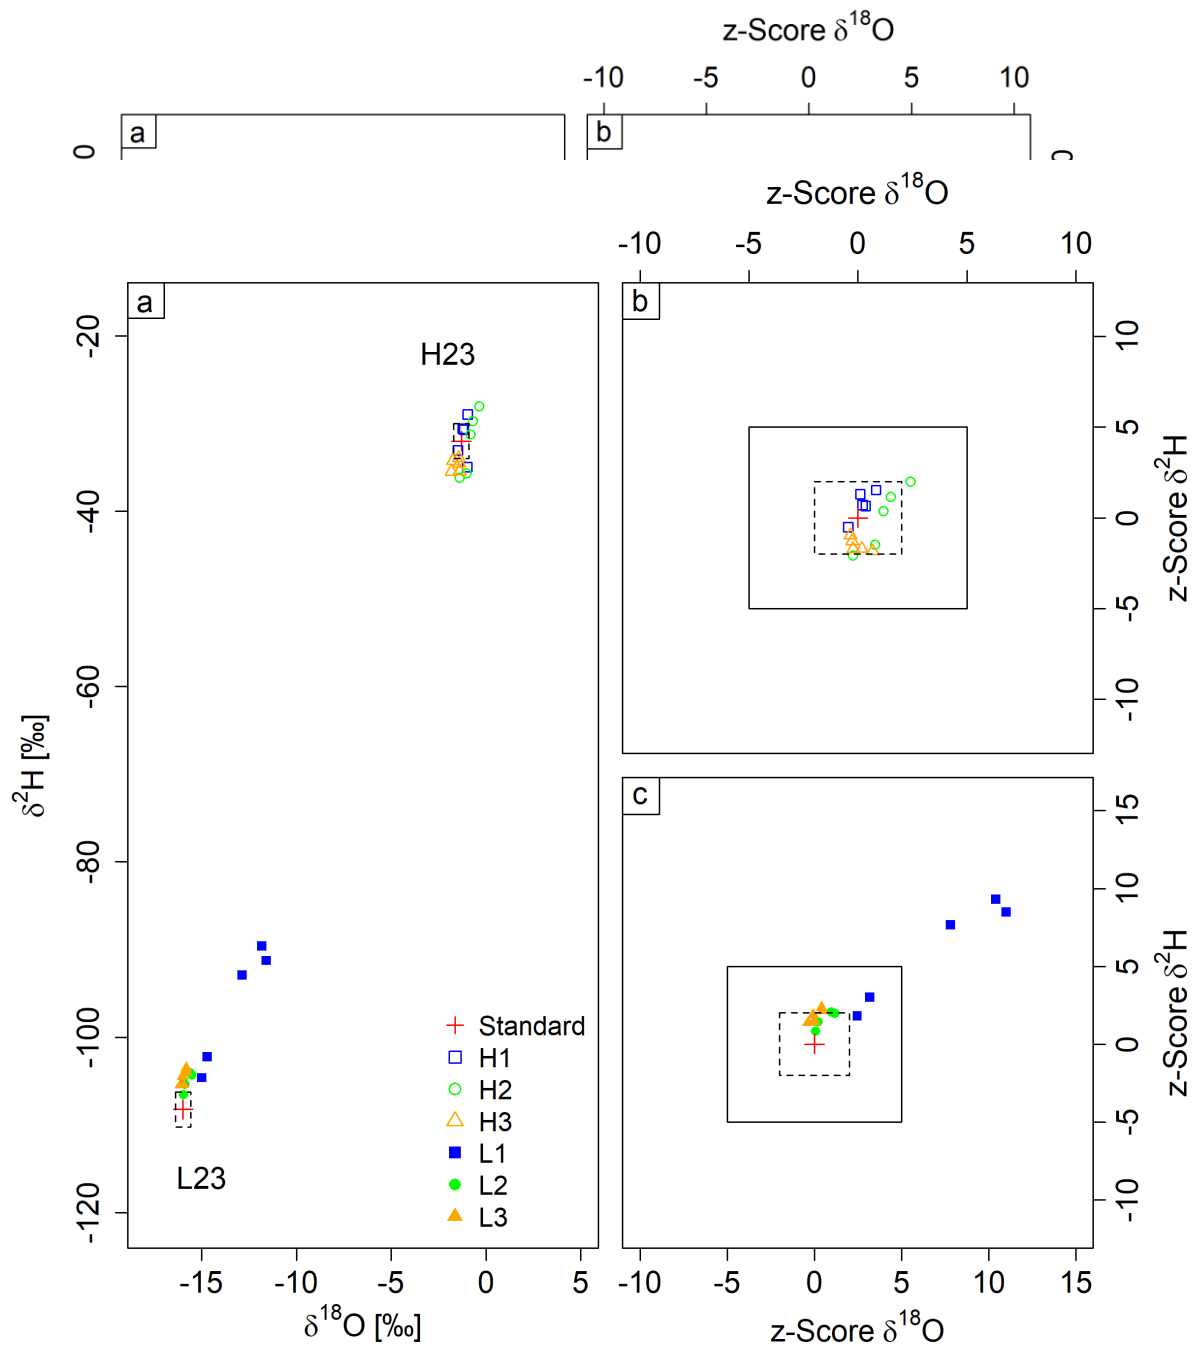 z-Score δ18O
-10 -5 0 5 10
a
b
0
z-Score δ18O
-10 -5 0 5 10
a
b
H23
-20
-40
-60
-80
-100
-120
δ2H [‰]
10
5
0
-5
-10
z-Score δ2H
c
15
10
5
0
-5
-10
z-Score δ2H
Standard
H1
H2
H3
L1
L2
L3
L23
-15 -10 -5 0 5
δ18O [‰]
-10 -5 0 5 10 15
z-Score δ18O